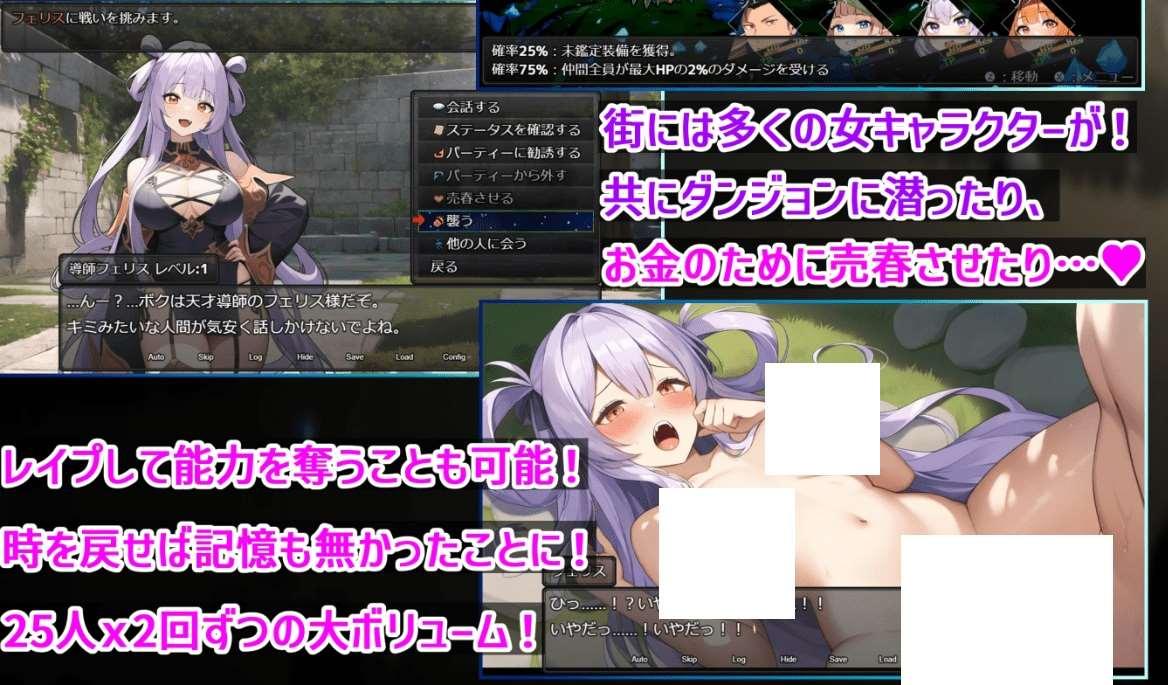 フェリスに戦いを挑みます。
会話する
ステータスを確認する
パーティーに勧誘する
パーティーから外す
売春させる
襲う
他の人に会う
戻る
導師フェリス レベル:1
…んー？…ボクは天才導師のフェリス様だぞ。
キミみたいな人間が気安く話しかけないでよね。
Auto Skip Log Hide Save Load Config
確率25%：未鑑定装備を獲得。
確率75%：仲間全員が最大HPの2%のダメージを受ける
Z：移動 X：メニュー
街には多くの女キャラクターが！
共にダンジョンに潜ったり、
お金のために売春させたり…♥
レイプして能力を奪うことも可能！
時を戻せば記憶も無かったことに！
25人x2回ずつの大ボリューム！
フェリス
ひっ……！？いや ！！
いやだっ……！いやだっ！！
Auto Skip Log Hide Save Load